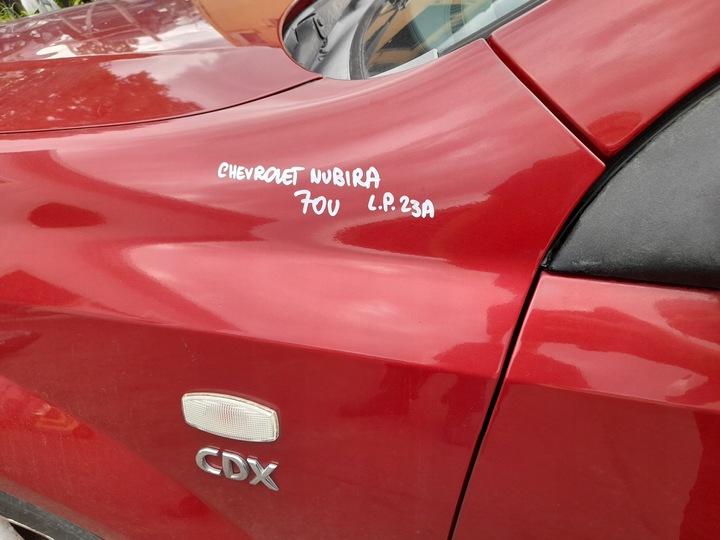 CHEVROLET NUBIRA
70U L.P.23A
CDX